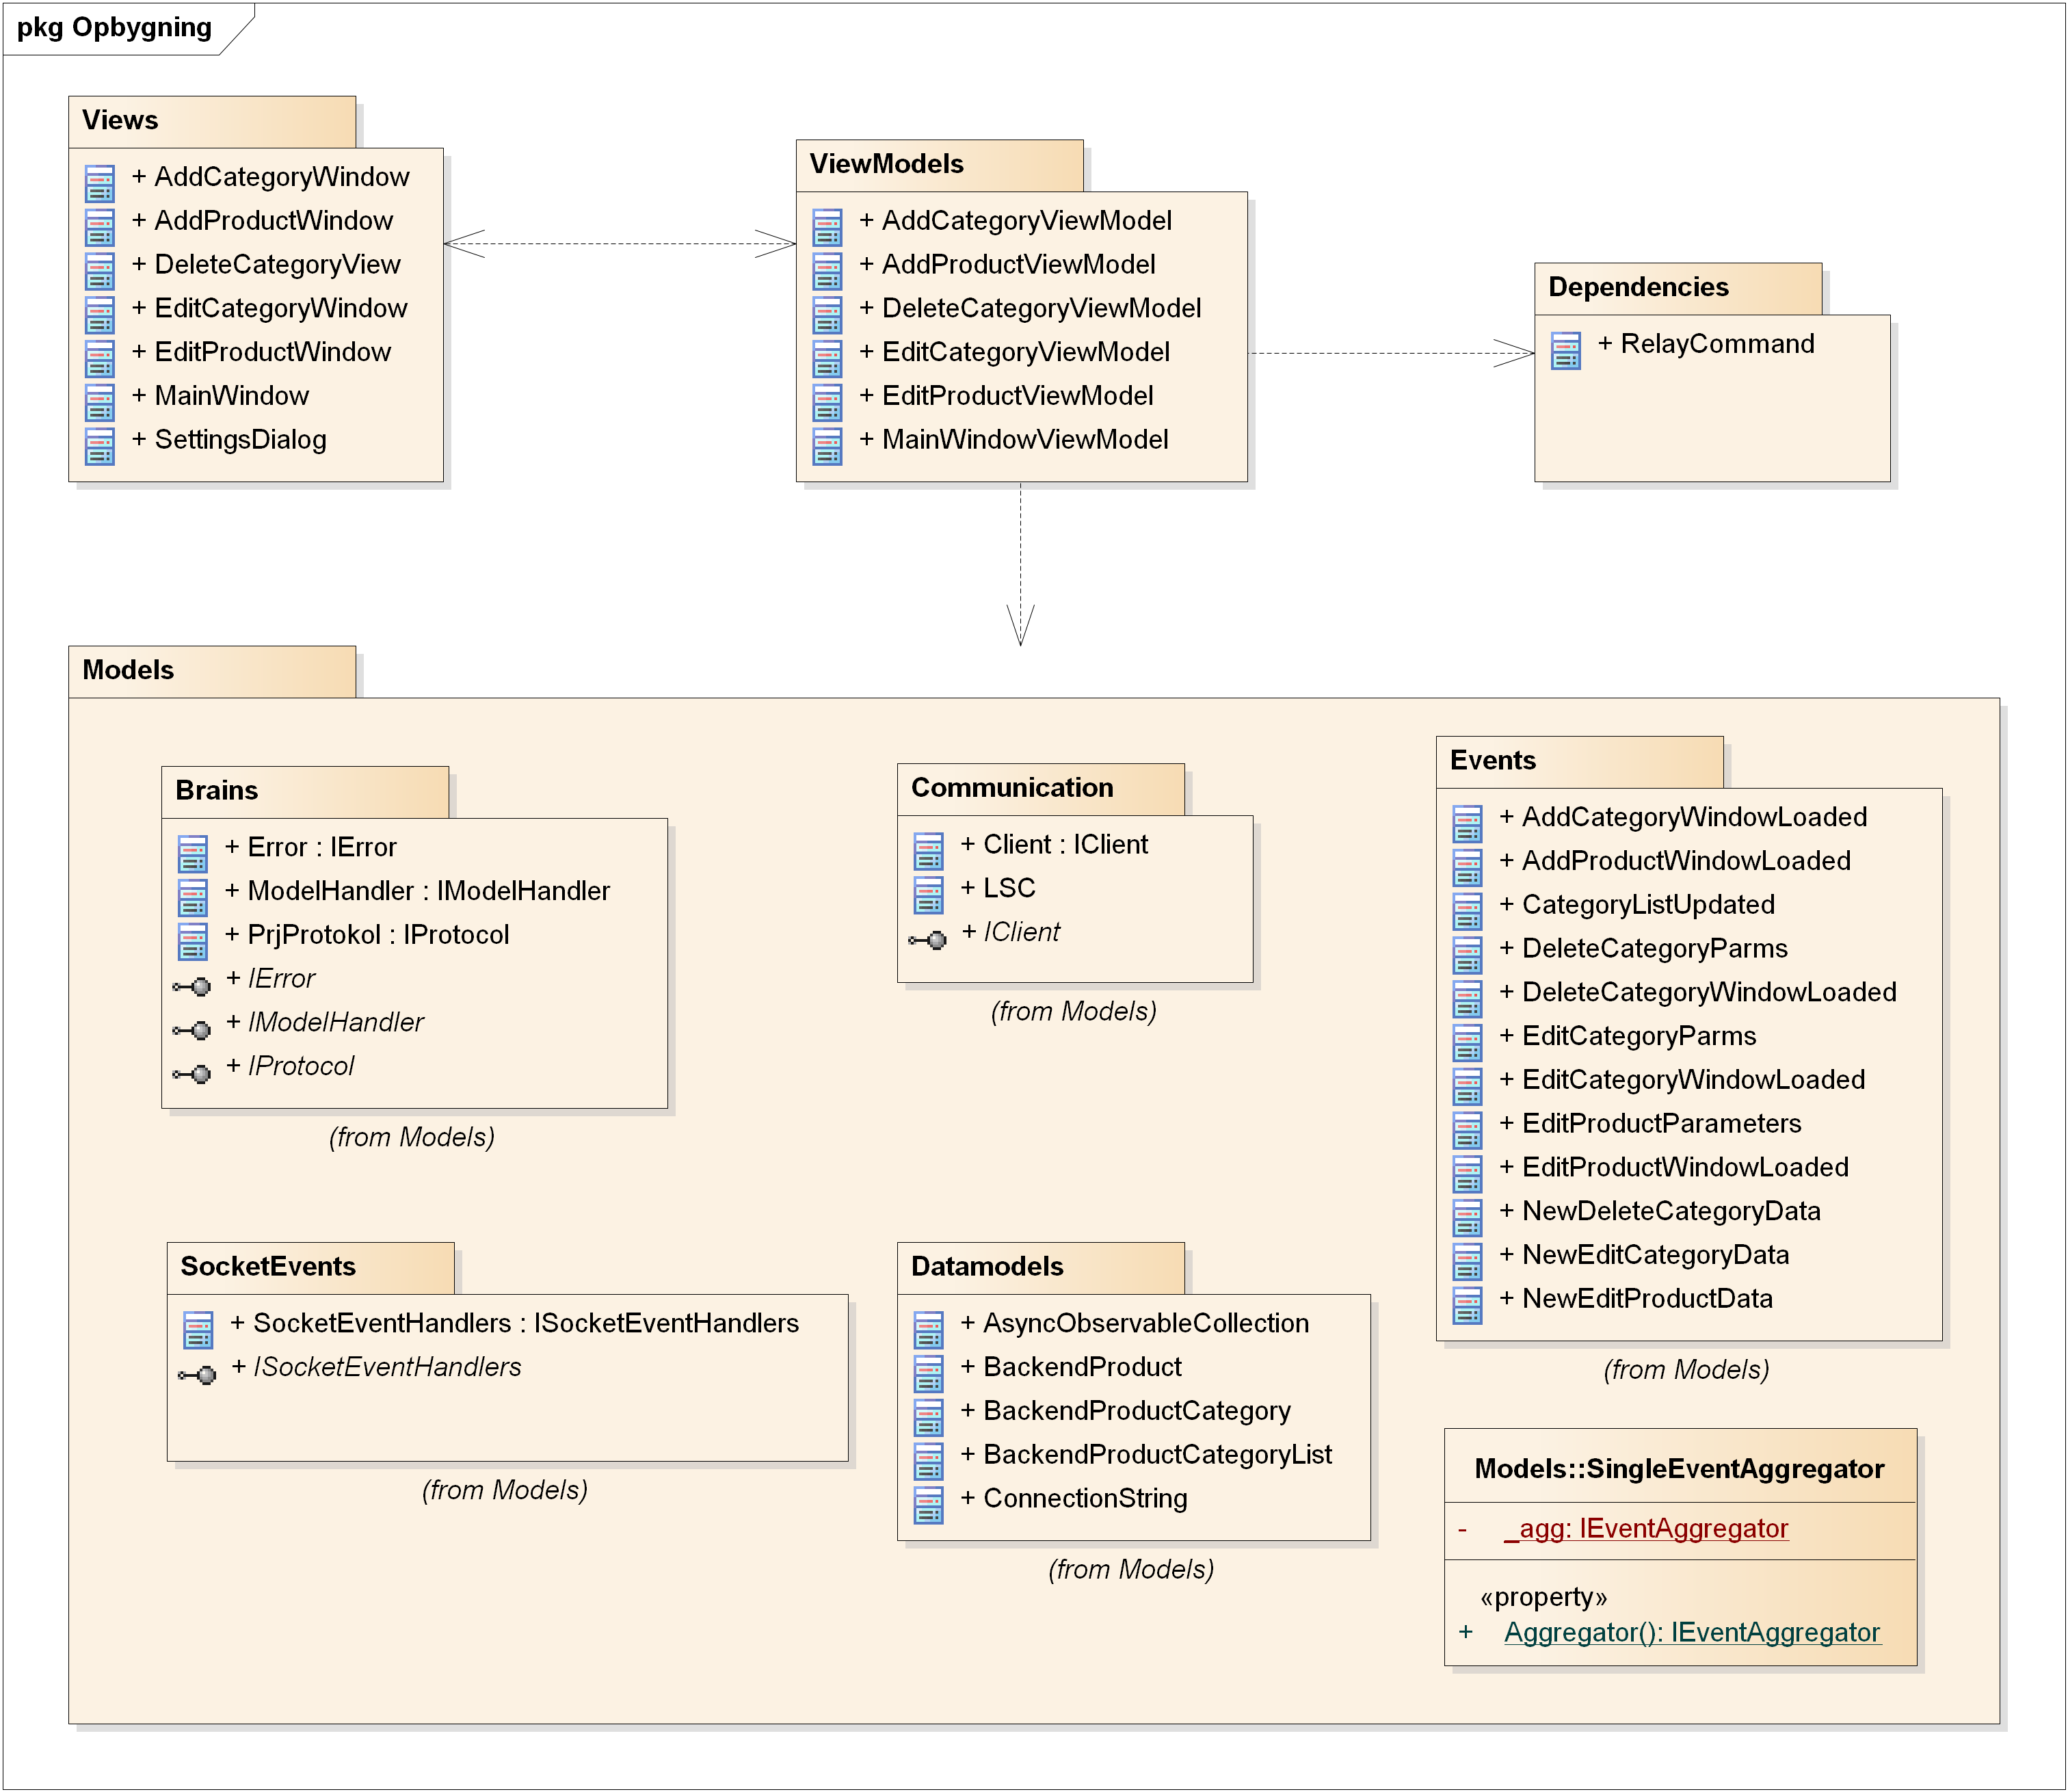 pkg Opbygning
Views
+ AddCategoryWindow
+ AddProductWindow
+ DeleteCategoryView
+ EditCategoryWindow
+ EditProductWindow
+ MainWindow
+ SettingsDialog
ViewModels
+ AddCategoryViewModel
+ AddProductViewModel
+ DeleteCategoryViewModel
+ EditCategoryViewModel
+ EditProductViewModel
+ MainWindowViewModel
Dependencies
+ RelayCommand
Models
Brains
+ Error : IError
+ ModelHandler : IModelHandler
+ PrjProtokol : IProtocol
+ IError
+ IModelHandler
+ IProtocol
(from Models)
Communication
+ Client : IClient
+ LSC
+ IClient
(from Models)
Events
+ AddCategoryWindowLoaded
+ AddProductWindowLoaded
+ CategoryListUpdated
+ DeleteCategoryParms
+ DeleteCategoryWindowLoaded
+ EditCategoryParms
+ EditCategoryWindowLoaded
+ EditProductParameters
+ EditProductWindowLoaded
+ NewDeleteCategoryData
+ NewEditCategoryData
+ NewEditProductData
(from Models)
SocketEvents
+ SocketEventHandlers : ISocketEventHandlers
+ ISocketEventHandlers
(from Models)
Datamodels
+ AsyncObservableCollection
+ BackendProduct
+ BackendProductCategory
+ BackendProductCategoryList
+ ConnectionString
(from Models)
Models::SingleEventAggregator
- _agg: IEventAggregator
«property»
+ Aggregator(): IEventAggregator